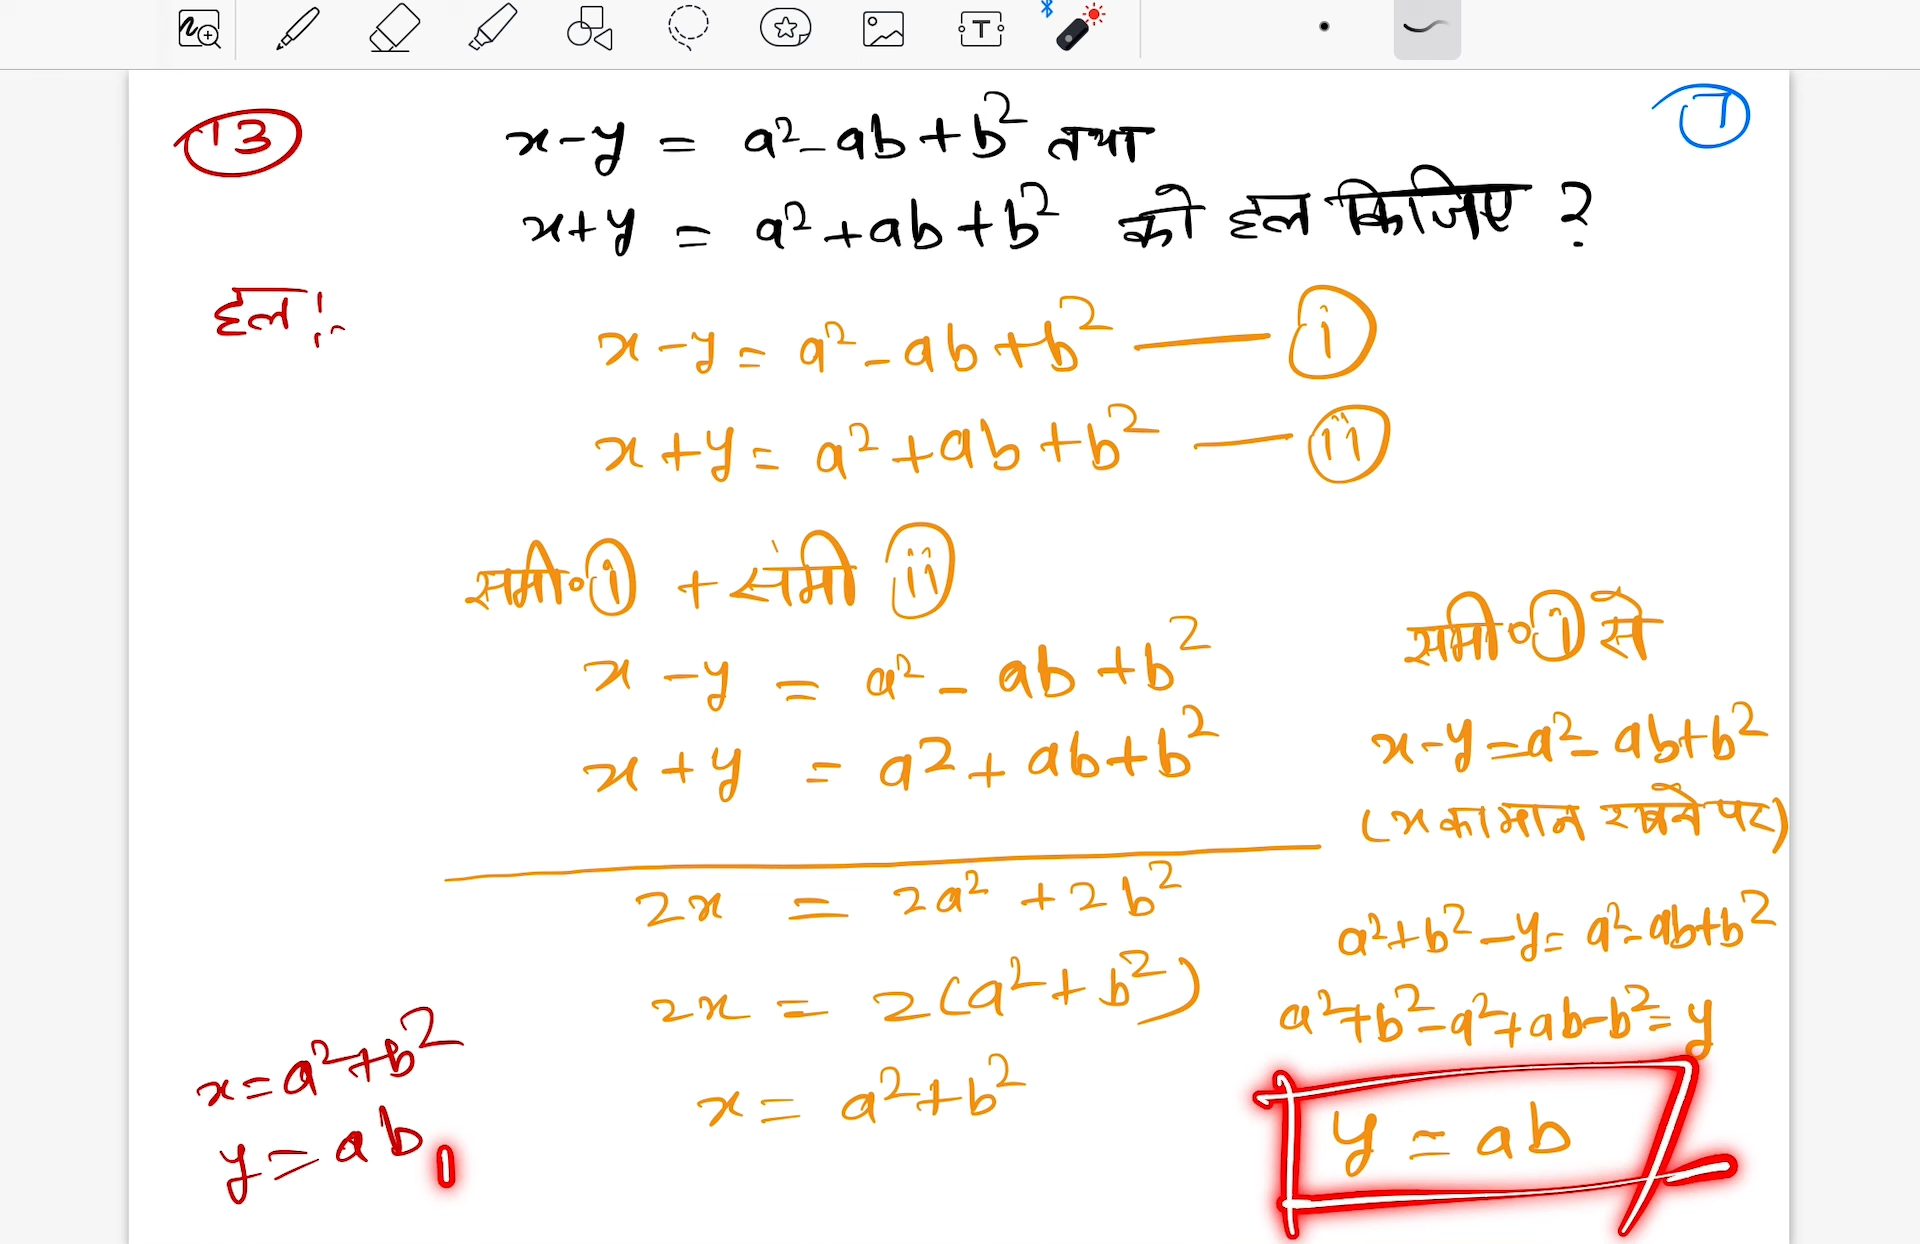 13
7
x-y = a²-ab+b² तथा
x+y = a²+ab+b² को हल किजिए ?
हल :-
x-y = a²-ab+b² — i
x+y = a²+ab+b² — ii
समी० i + संमी ii
x-y = a²-ab+b²
x+y = a²+ab+b²
2x = 2a²+2b²
2x = 2(a²+b²)
x = a²+b²
समी० i से
x-y=a²-ab+b²
(x का मान रखने पर)
a²+b²-y=a²-ab+b²
a²+b²-a²+ab-b²=y
y = ab
x=a²+b²
y=ab